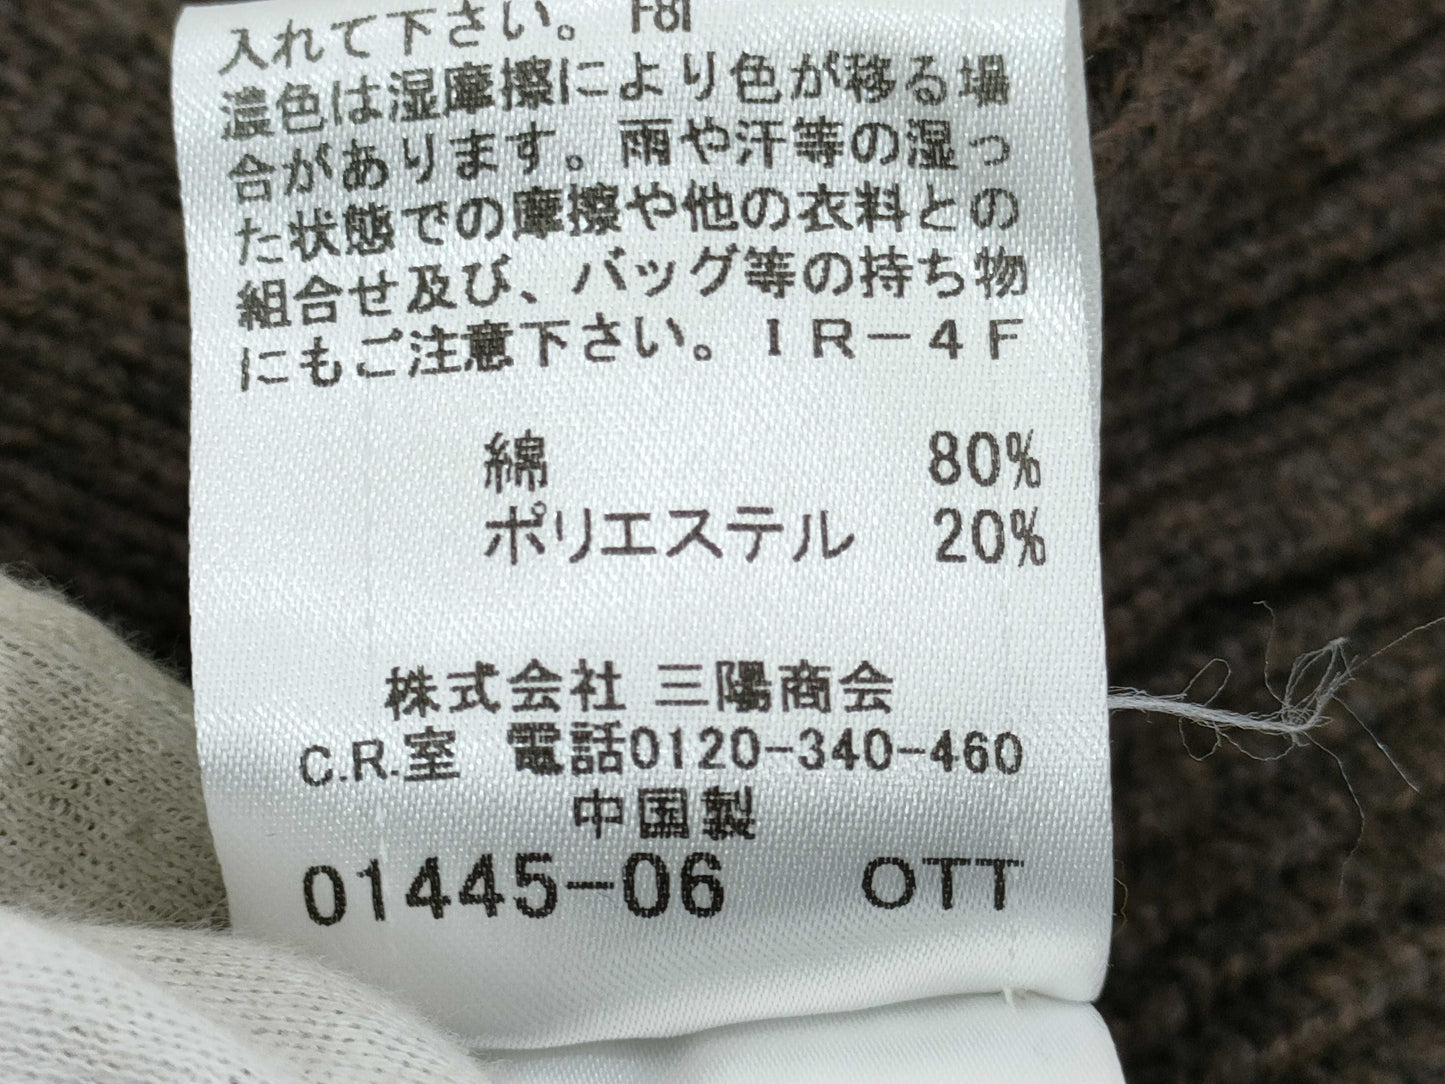 入れて下さい。 F81
濃色は湿摩擦により色が移る場
合があります。雨や汗等の湿っ
た状態での摩擦や他の衣料との
組合せ及び、バッグ等の持ち物
にもご注意下さい。ＩＲ－４Ｆ
綿 80%
ポリエステル 20%
株式会社 三陽商会
C.R.室 電話0120-340-460
中国製
01445-06 OTT